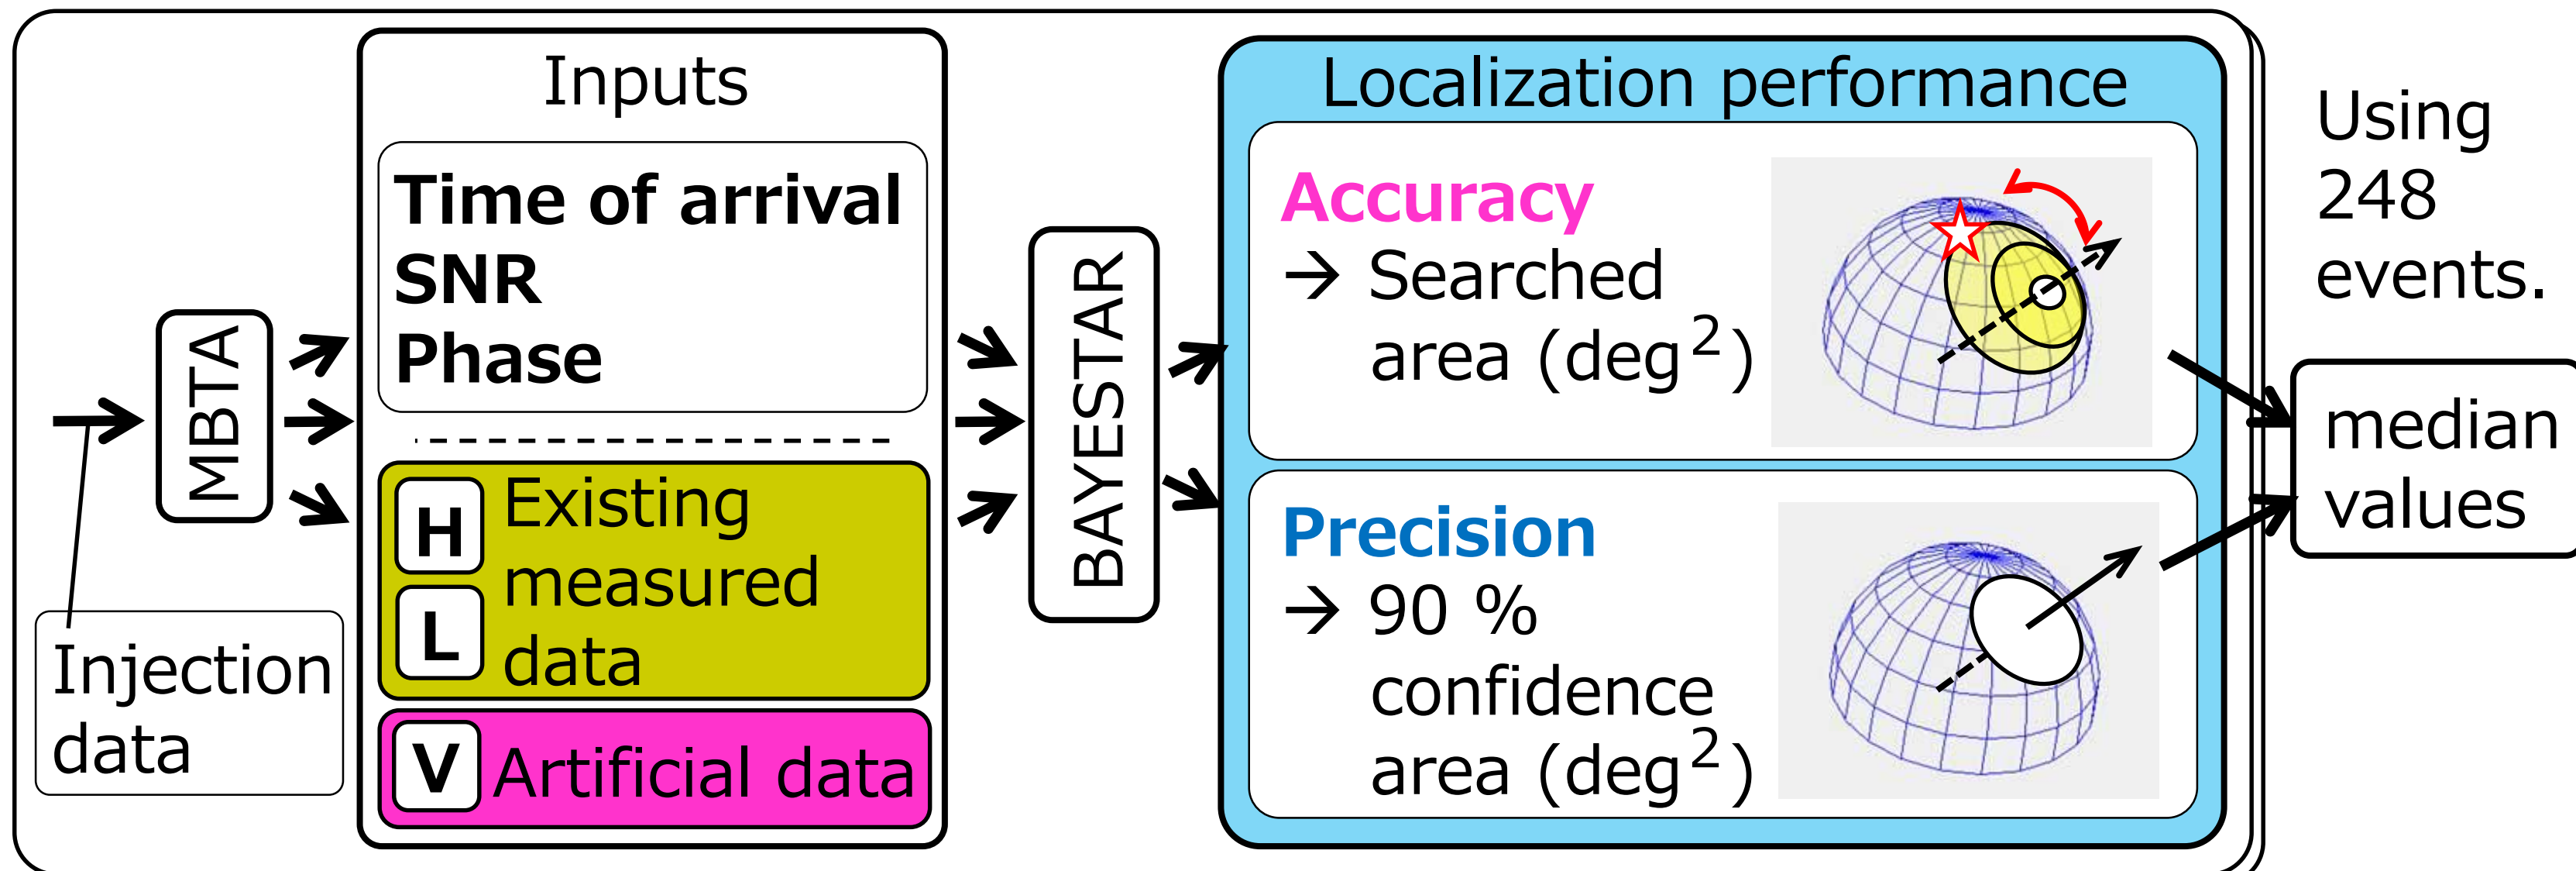 Injection
data
MBTA
Inputs
Time of arrival
SNR
Phase
H
L
Existing
measured
data
V
Artificial data
BAYESTAR
Localization performance
Accuracy
→ Searched
area (deg²)
Precision
→ 90 %
confidence
area (deg²)
Using
248
events.
median
values